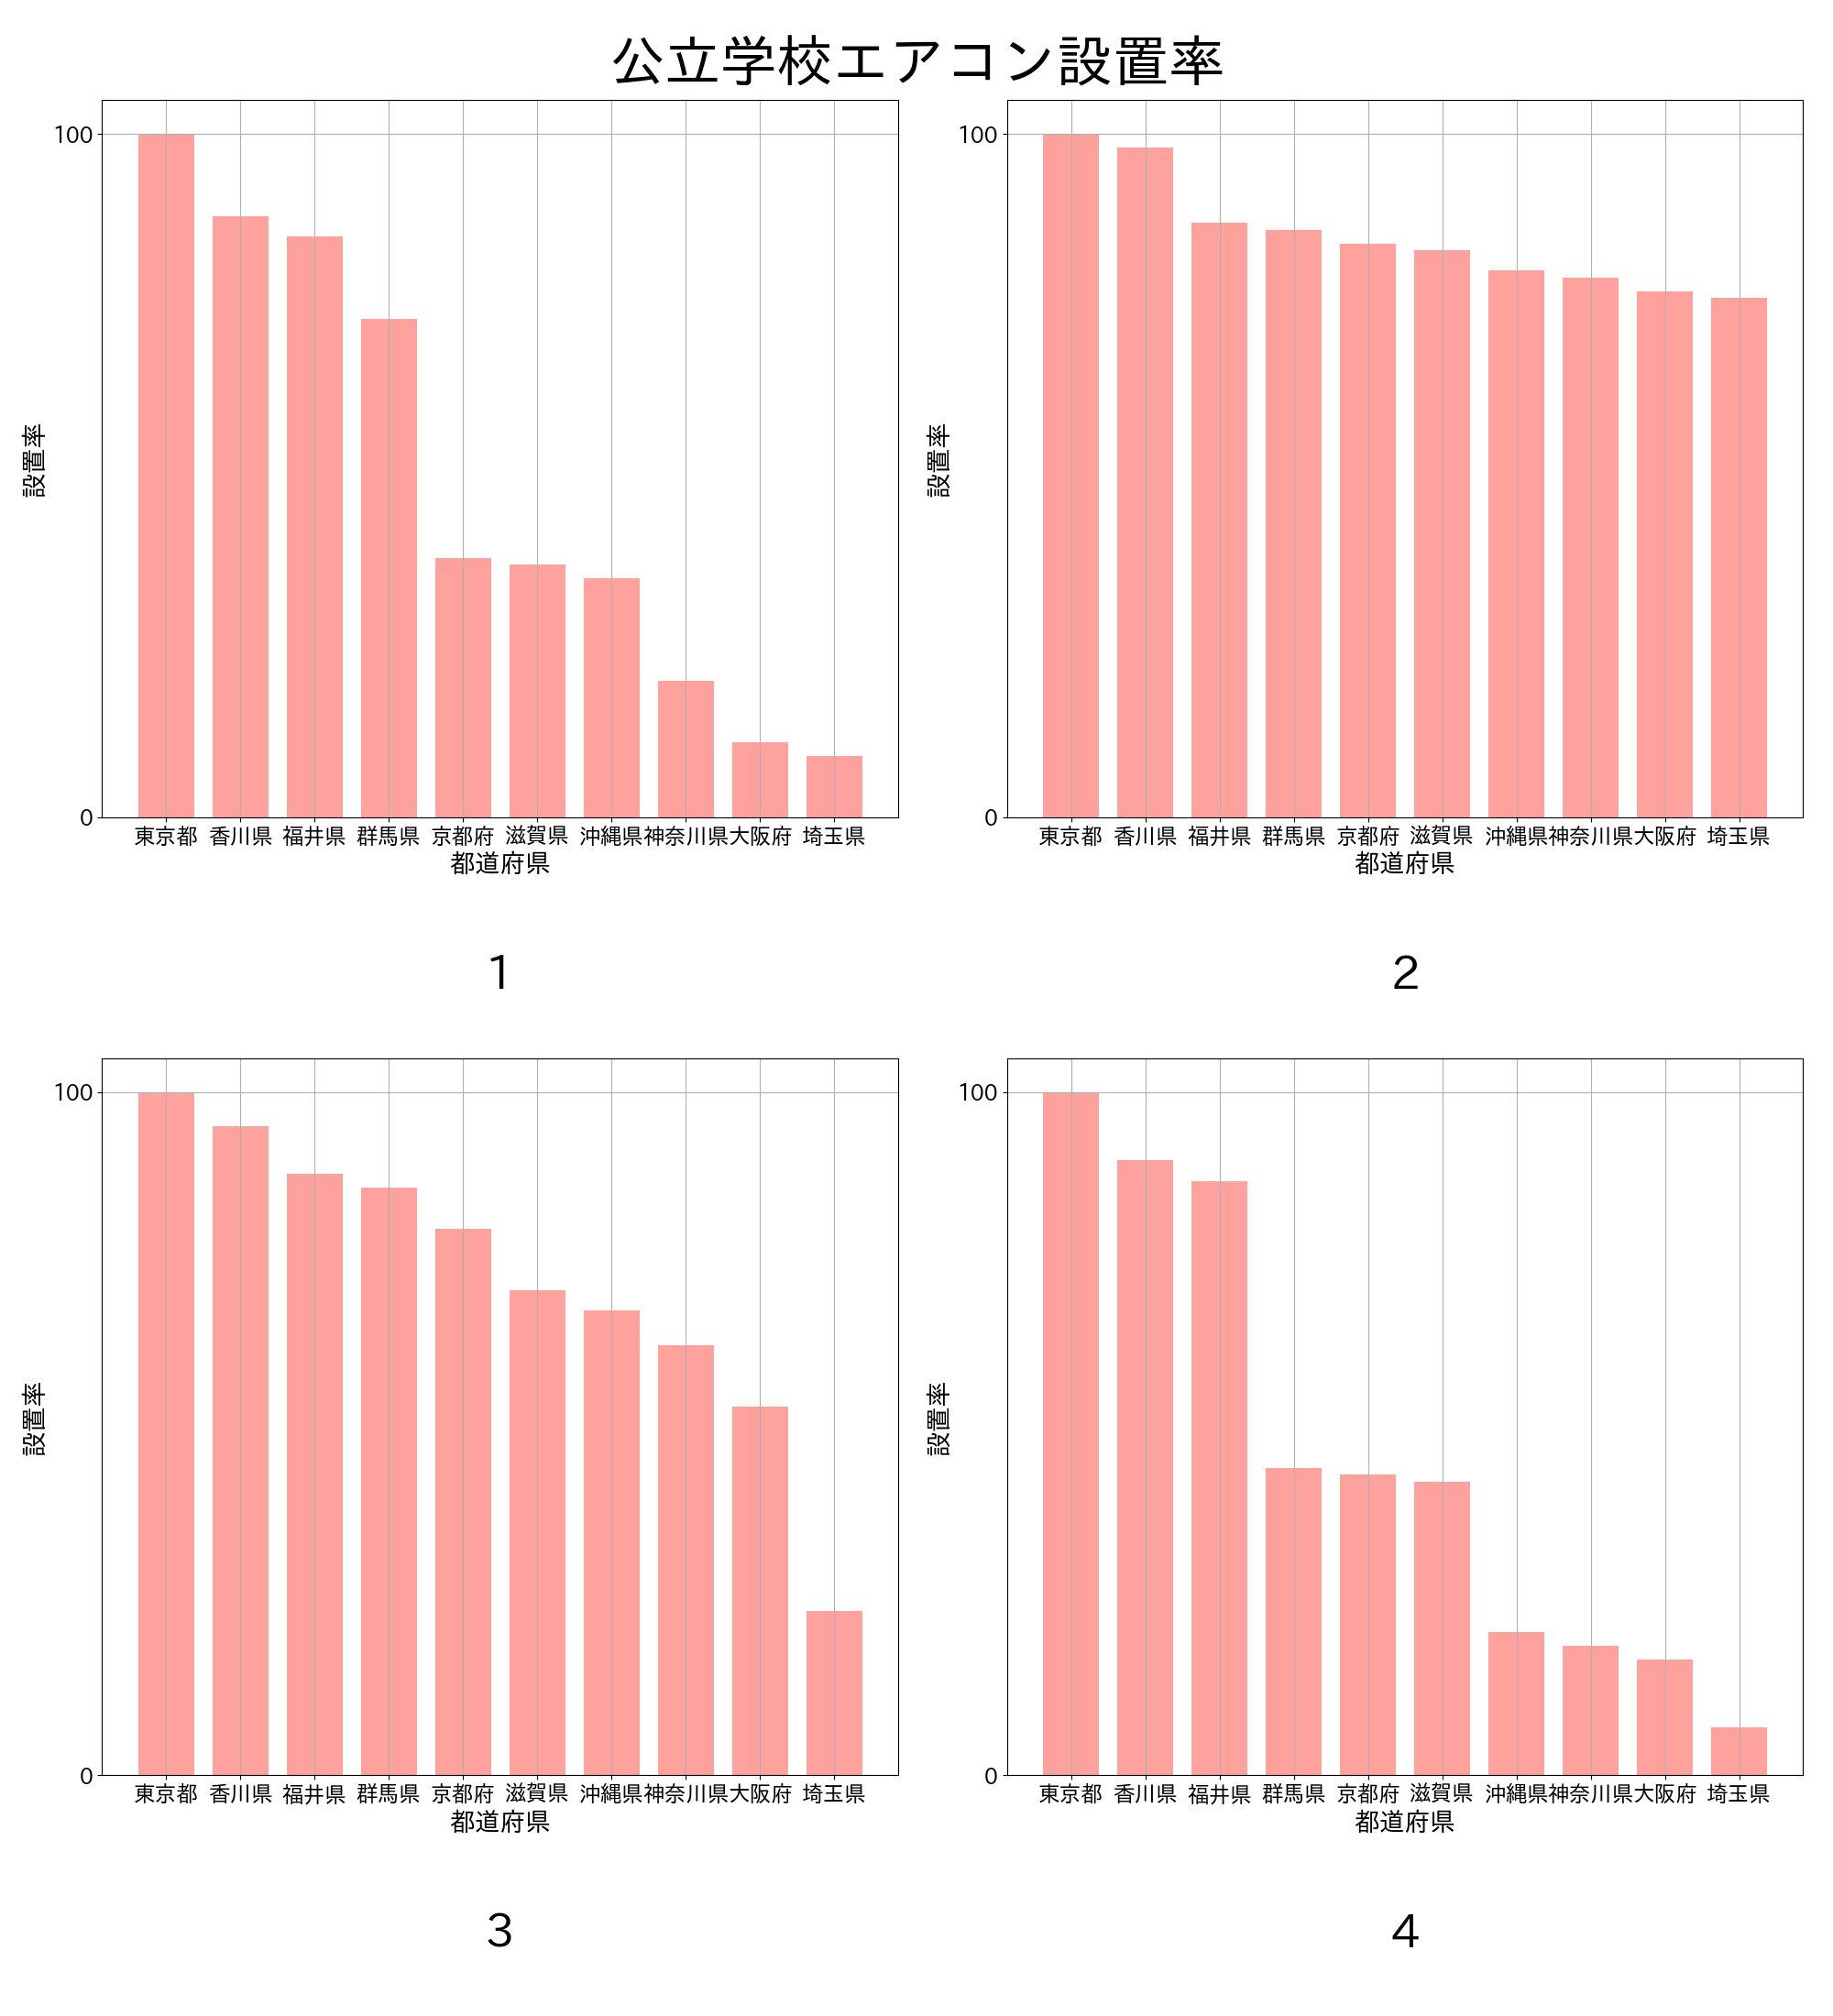 公立学校エアコン設置率
100
0
設置率
東京都 香川県 福井県 群馬県 京都府 滋賀県 沖縄県 神奈川県 大阪府 埼玉県
都道府県
1
100
0
設置率
東京都 香川県 福井県 群馬県 京都府 滋賀県 沖縄県 神奈川県 大阪府 埼玉県
都道府県
2
100
0
設置率
東京都 香川県 福井県 群馬県 京都府 滋賀県 沖縄県 神奈川県 大阪府 埼玉県
都道府県
3
100
0
設置率
東京都 香川県 福井県 群馬県 京都府 滋賀県 沖縄県 神奈川県 大阪府 埼玉県
都道府県
4